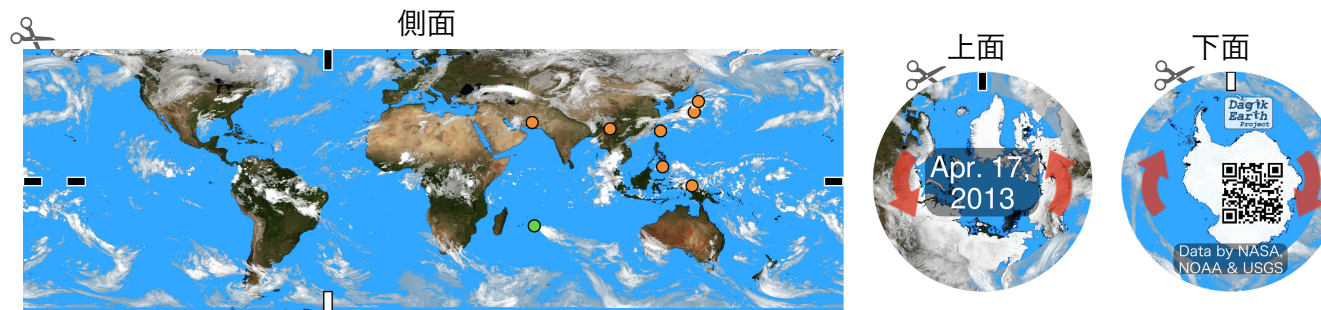 側面
上面
下面
Apr. 17,
2013
Dagik
Earth
Project
Data by NASA,
NOAA & USGS